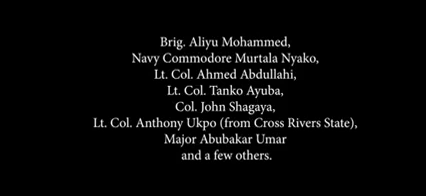 Brig. Aliyu Mohammed,
Navy Commodore Murtala Nyako,
Lt. Col. Ahmed Abdullahi,
Lt. Col. Tanko Ayuba,
Col. John Shagaya,
Lt. Col. Anthony Ukpo (from Cross Rivers State),
Major Abubakar Umar
and a few others.